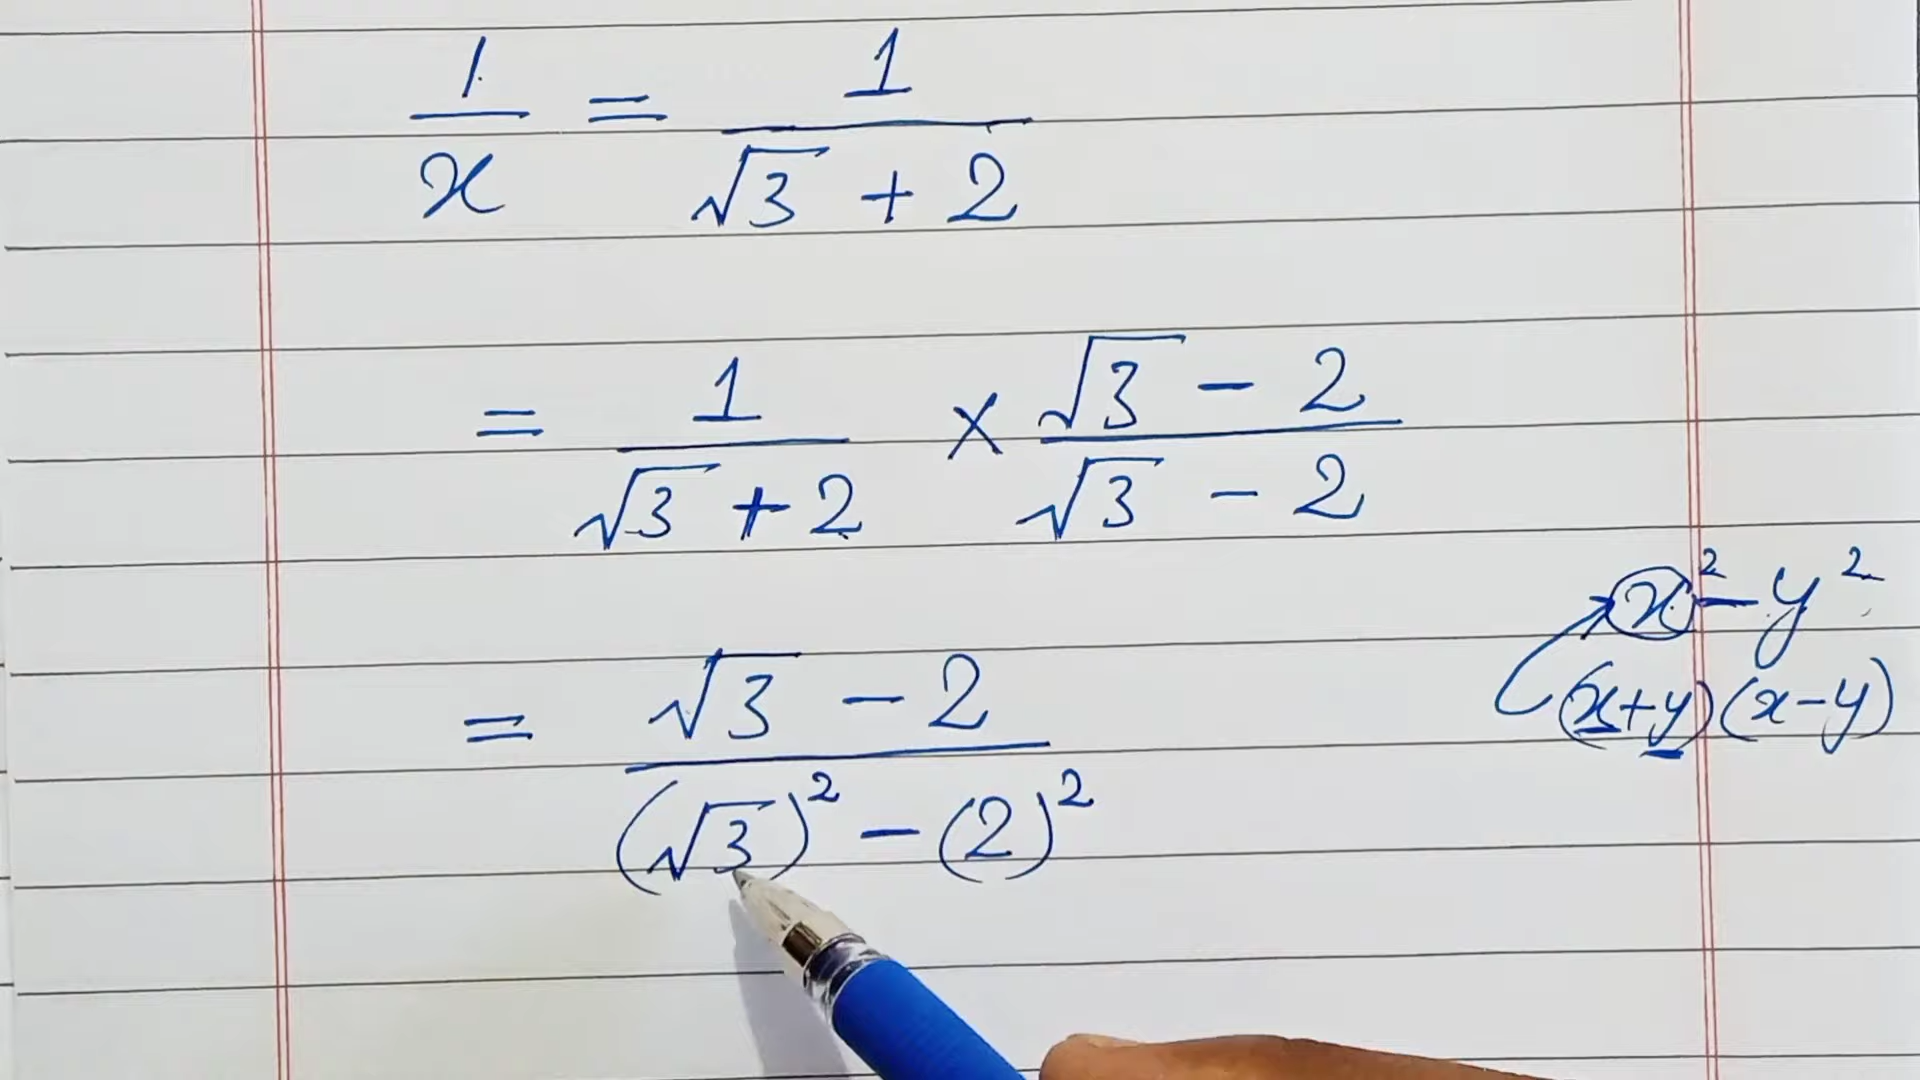 1/x = 1/(√3 + 2)
= 1/(√3 + 2) × (√3 - 2)/(√3 - 2)
x² - y²
(x+y)(x-y)
= (√3 - 2)/((√3)² - (2)²)